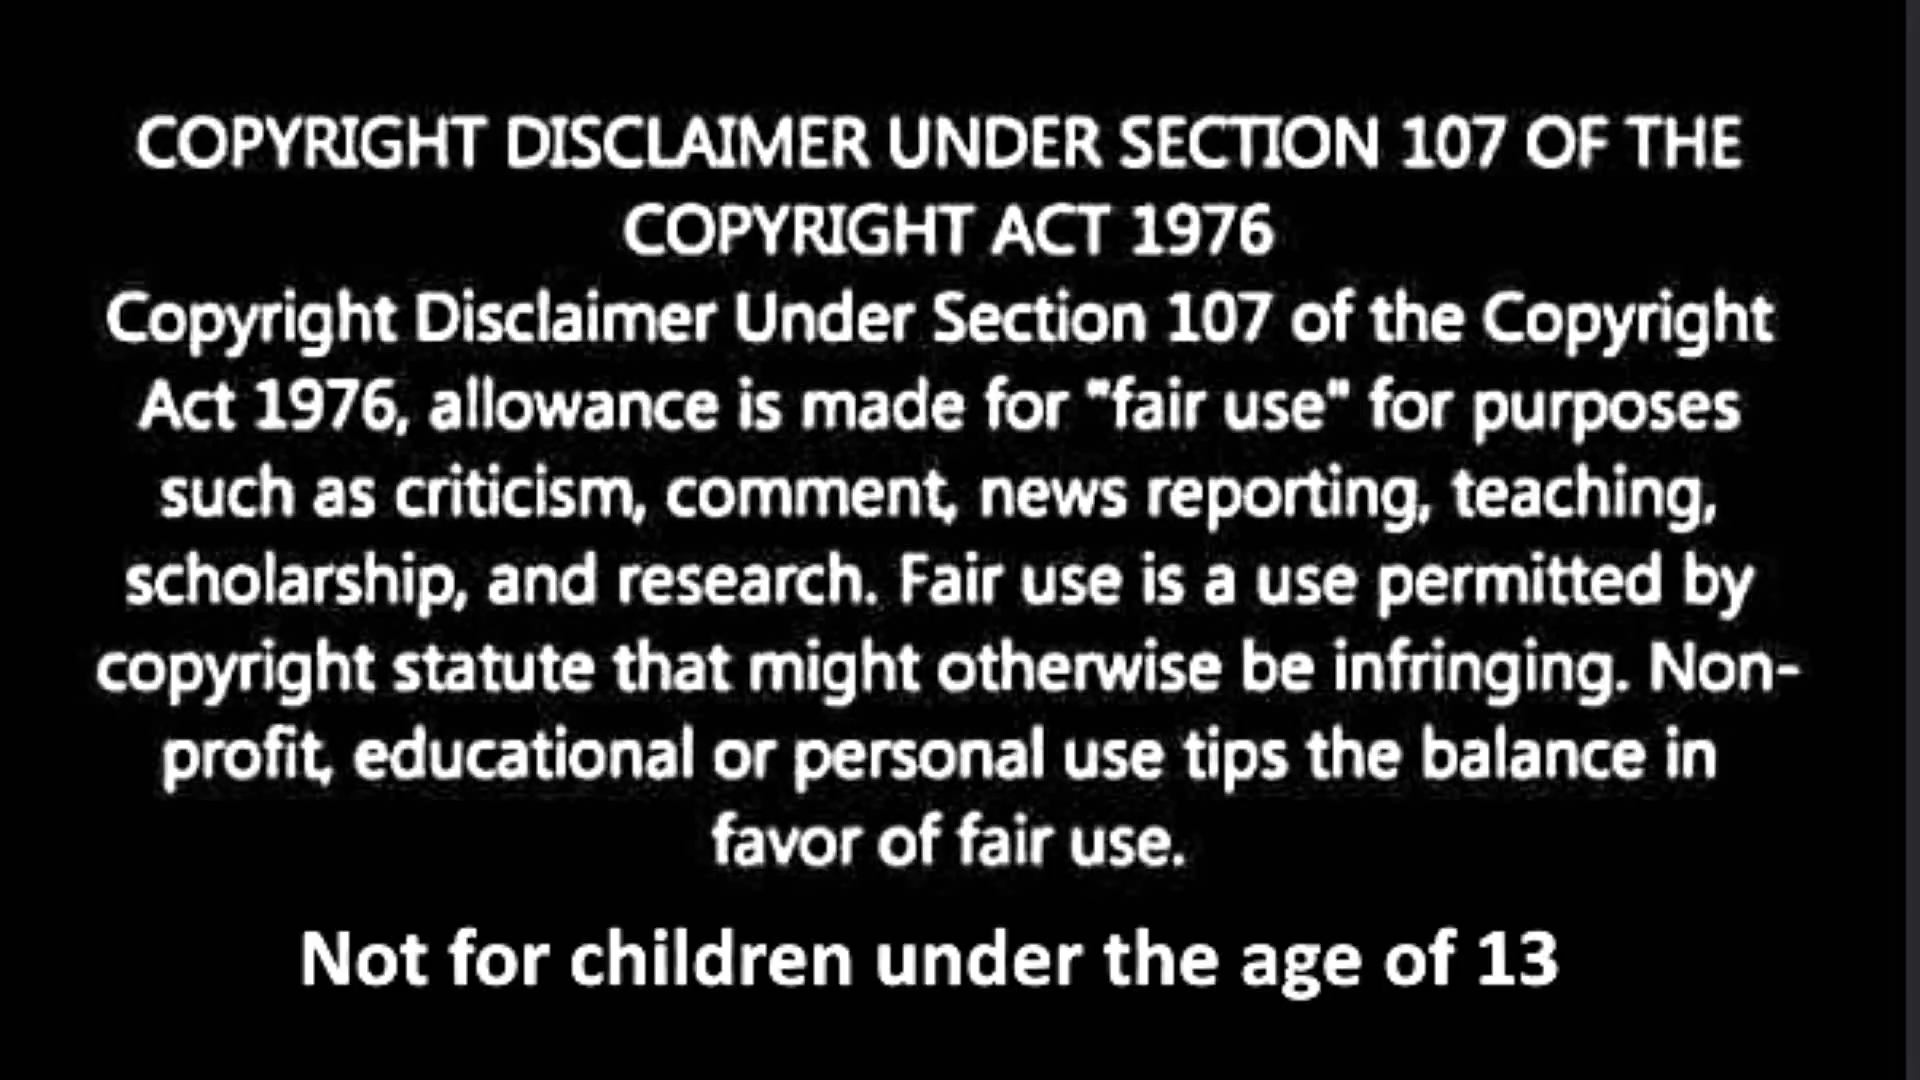 COPYRIGHT DISCLAIMER UNDER SECTION 107 OF THE
COPYRIGHT ACT 1976
Copyright Disclaimer Under Section 107 of the Copyright
Act 1976, allowance is made for "fair use" for purposes
such as criticism, comment, news reporting, teaching,
scholarship, and research. Fair use is a use permitted by
copyright statute that might otherwise be infringing. Non-
profit, educational or personal use tips the balance in
favor of fair use.
Not for children under the age of 13